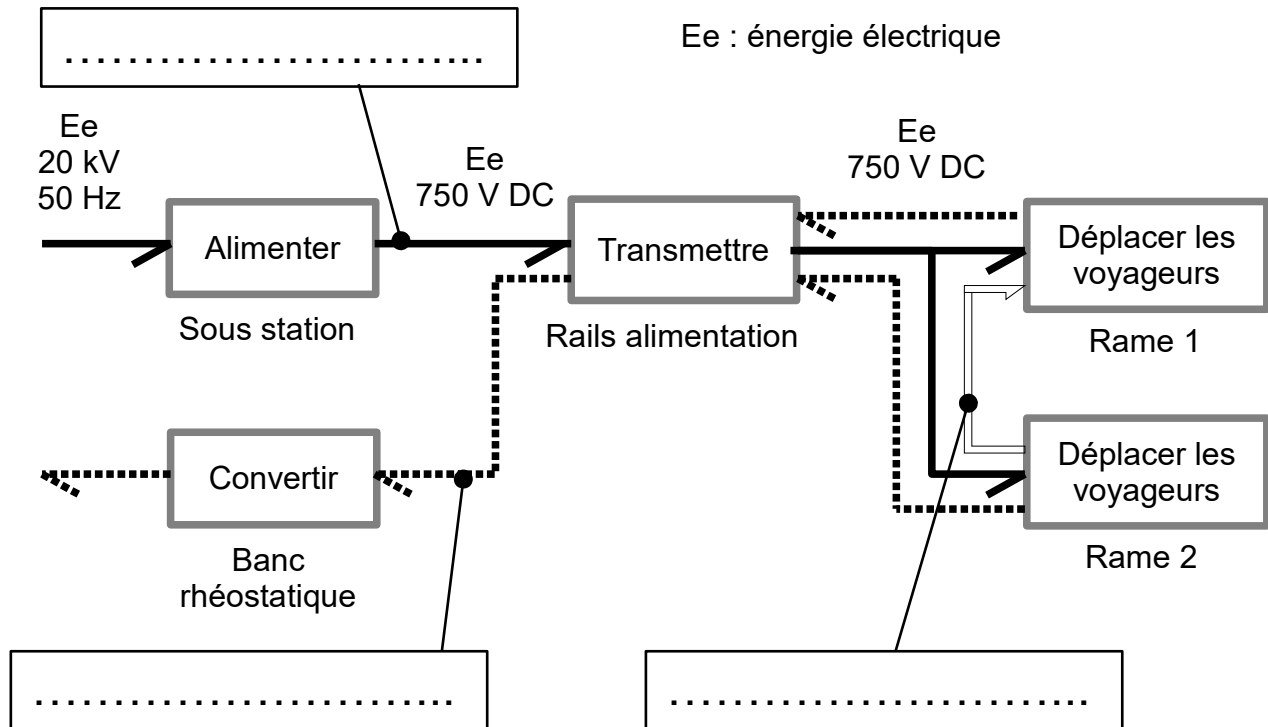 ...........................
Ee : énergie électrique
Ee
20 kV
50 Hz
Ee
750 V DC
Ee
750 V DC
Alimenter
Transmettre
Déplacer les
voyageurs
Sous station
Rails alimentation
Rame 1
Convertir
Déplacer les
voyageurs
Banc
rhéostatique
Rame 2
...........................
...........................